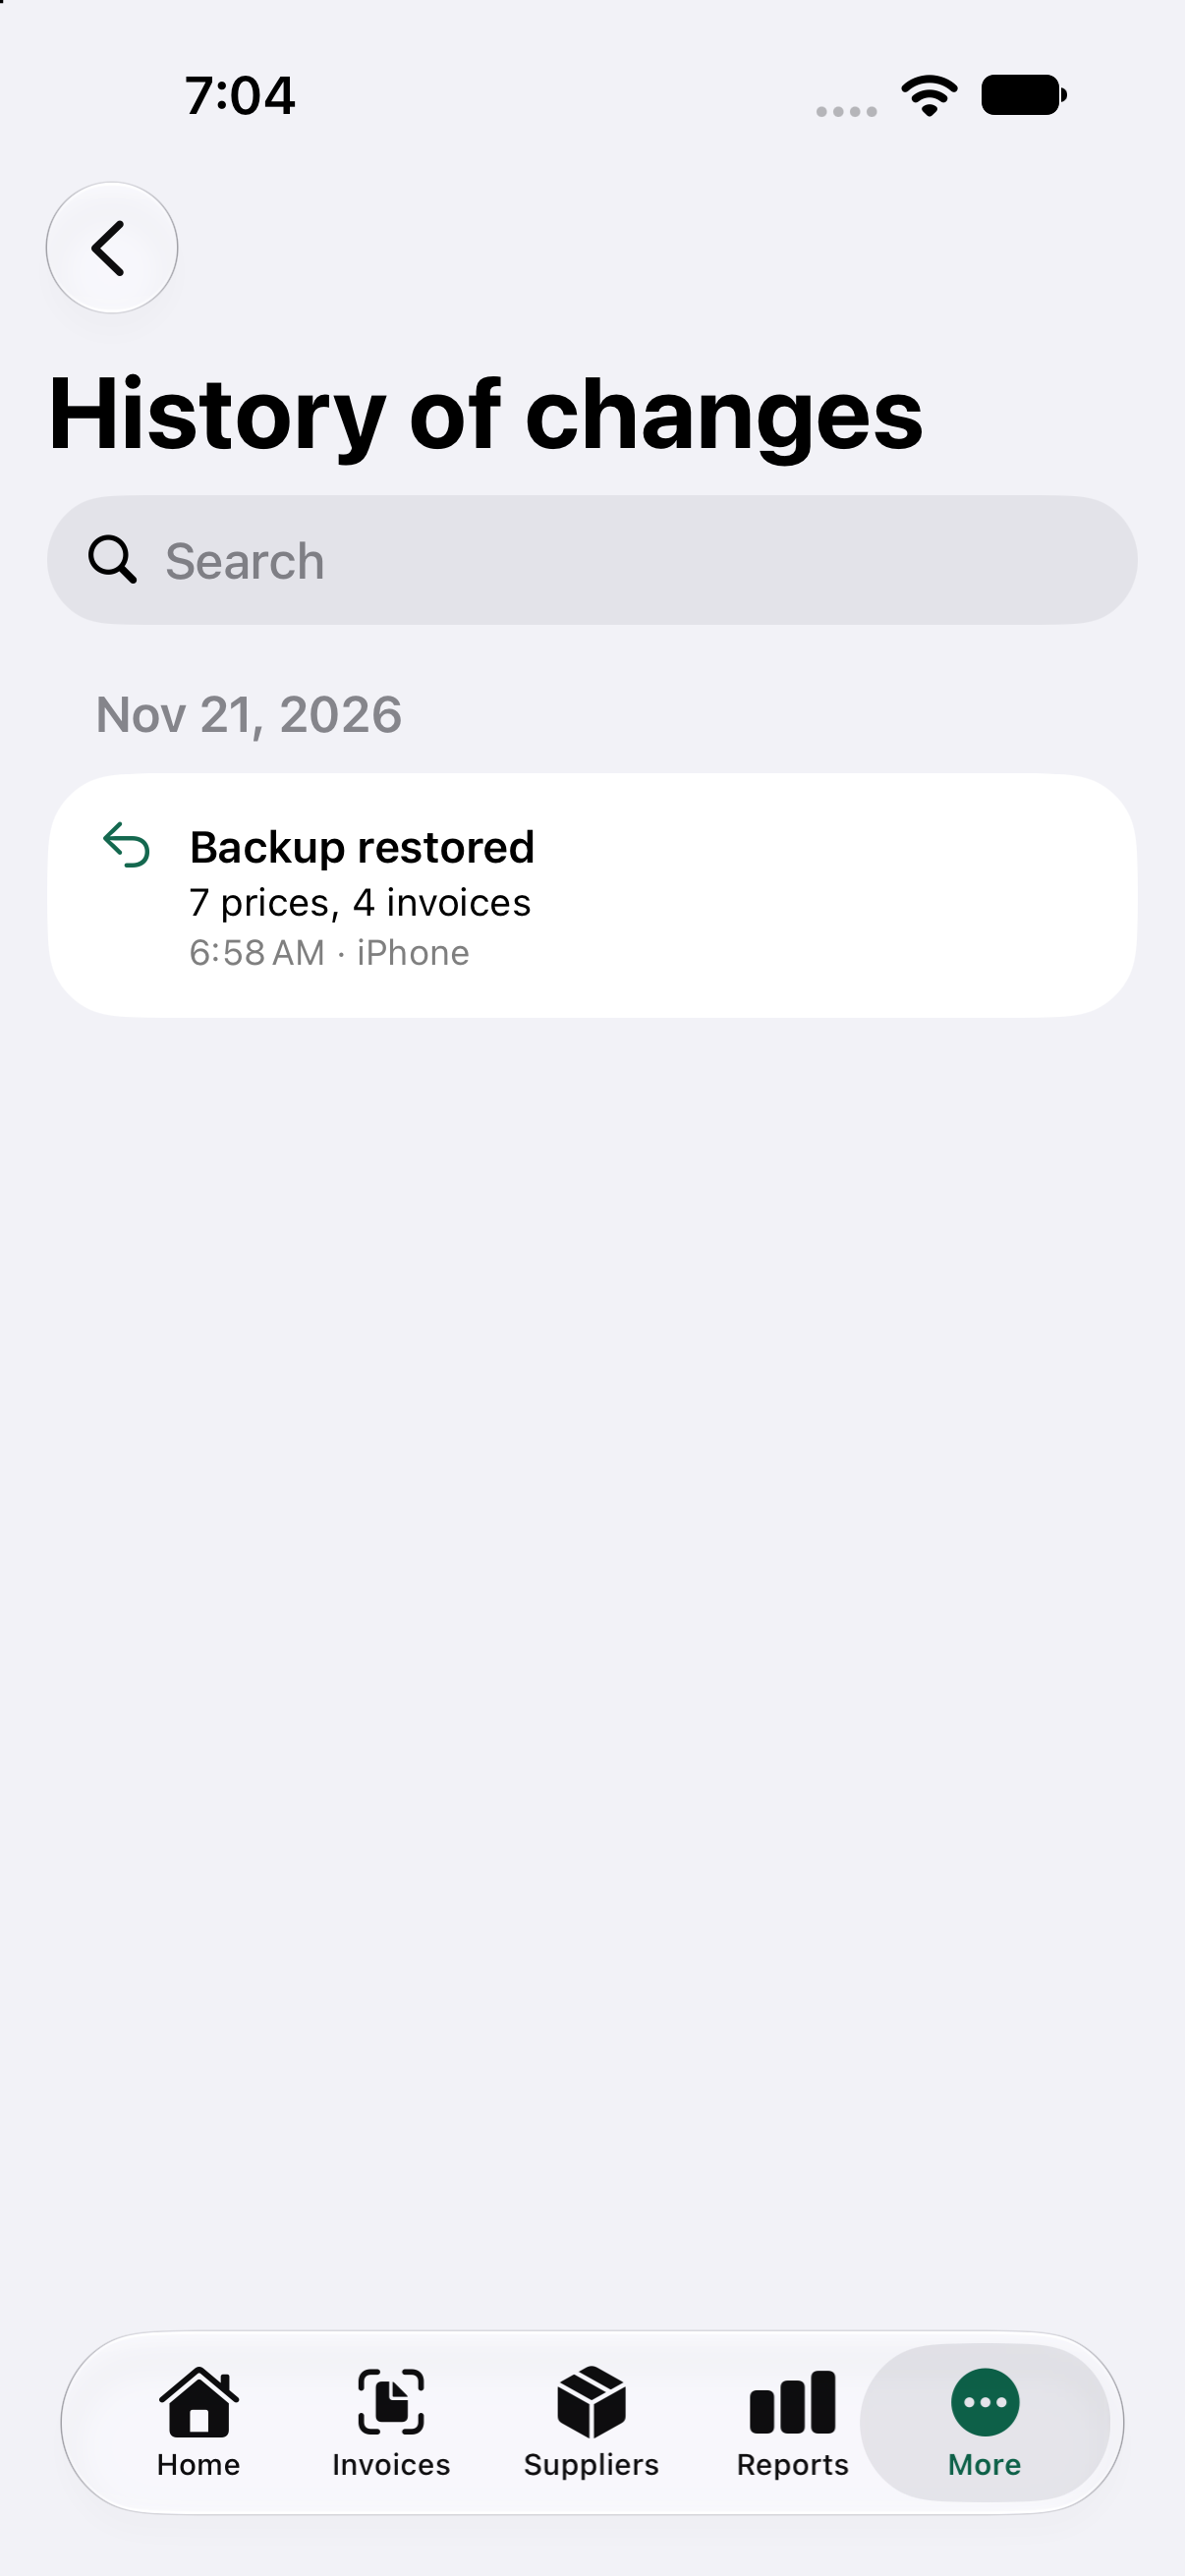 7:04
History of changes
Search
Nov 21, 2026
Backup restored
7 prices, 4 invoices
6:58 AM · iPhone
Home
Invoices
Suppliers
Reports
More